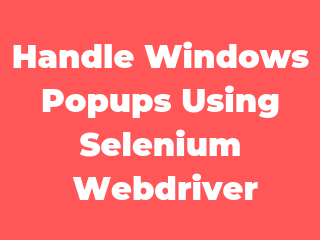 Handle Windows
Popups Using
Selenium
Webdriver